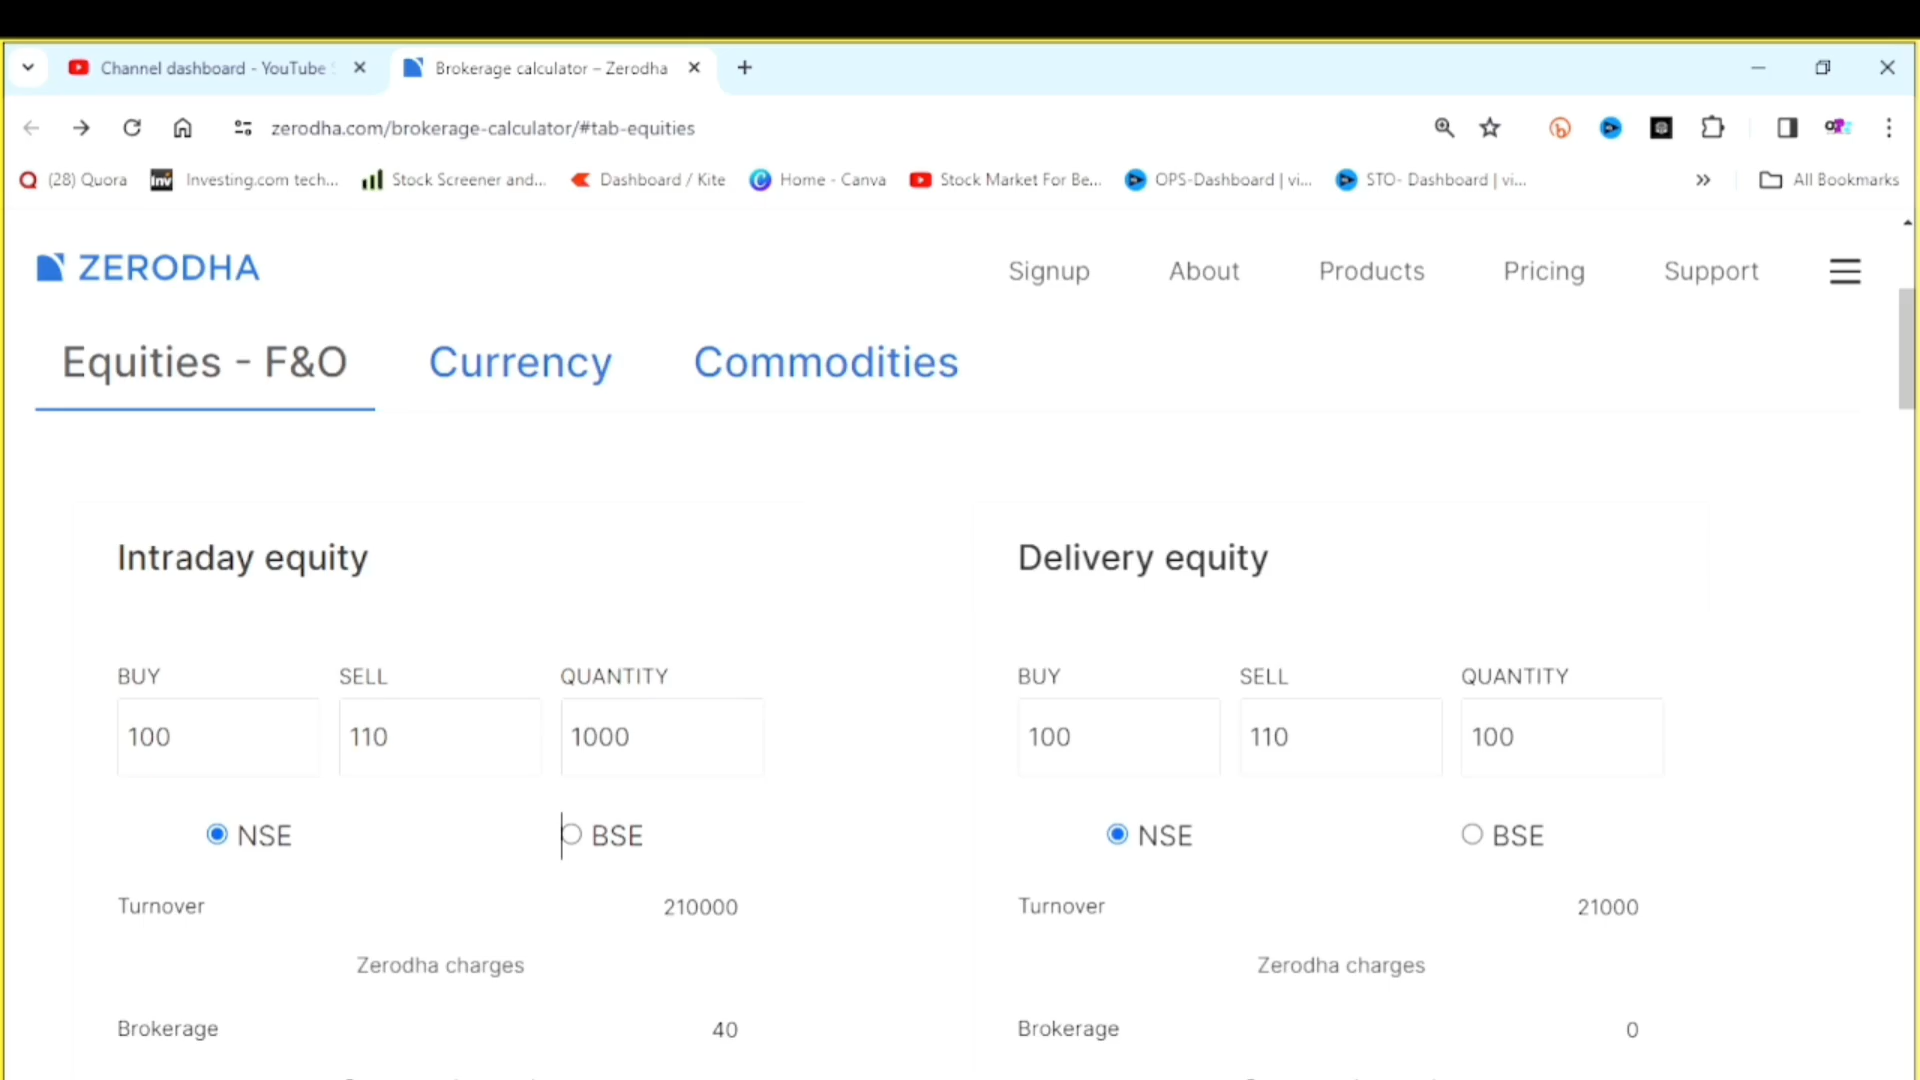 Channel dashboard - YouTube
Brokerage calculator – Zerodha
zerodha.com/brokerage-calculator/#tab-equities
(28) Quora
Investing.com tech...
Stock Screener and...
Dashboard / Kite
Home - Canva
Stock Market For Be...
OPS-Dashboard | vi...
STO- Dashboard | vi...
All Bookmarks
ZERODHA
Signup
About
Products
Pricing
Support
Equities - F&O
Currency
Commodities
Intraday equity
BUY SELL QUANTITY
100 110 1000
NSE BSE
Turnover 210000
Zerodha charges
Brokerage 40
Delivery equity
BUY SELL QUANTITY
100 110 100
NSE BSE
Turnover 21000
Zerodha charges
Brokerage 0